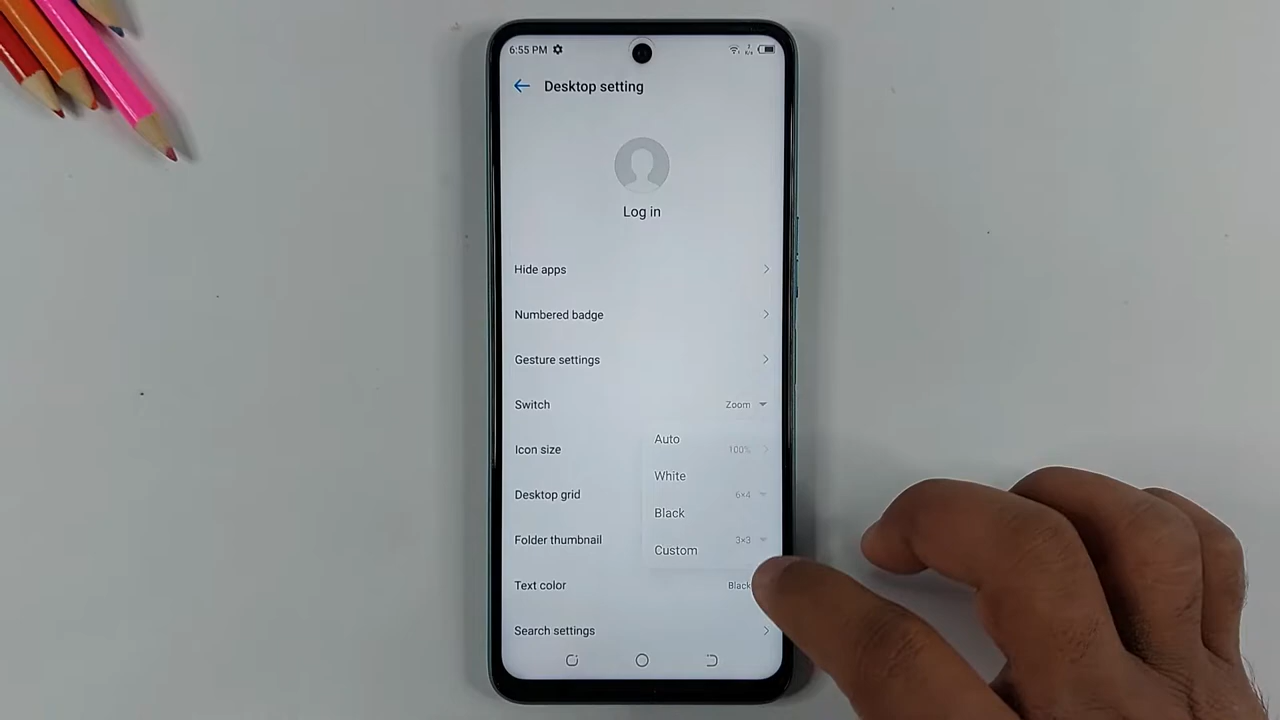 6:55 PM
Desktop setting
Log in
Hide apps
Numbered badge
Gesture settings
Switch Zoom
Auto
Icon size 100%
White
Desktop grid 6×4
Black
Folder thumbnail 3×3
Custom
Text color Black
Search settings